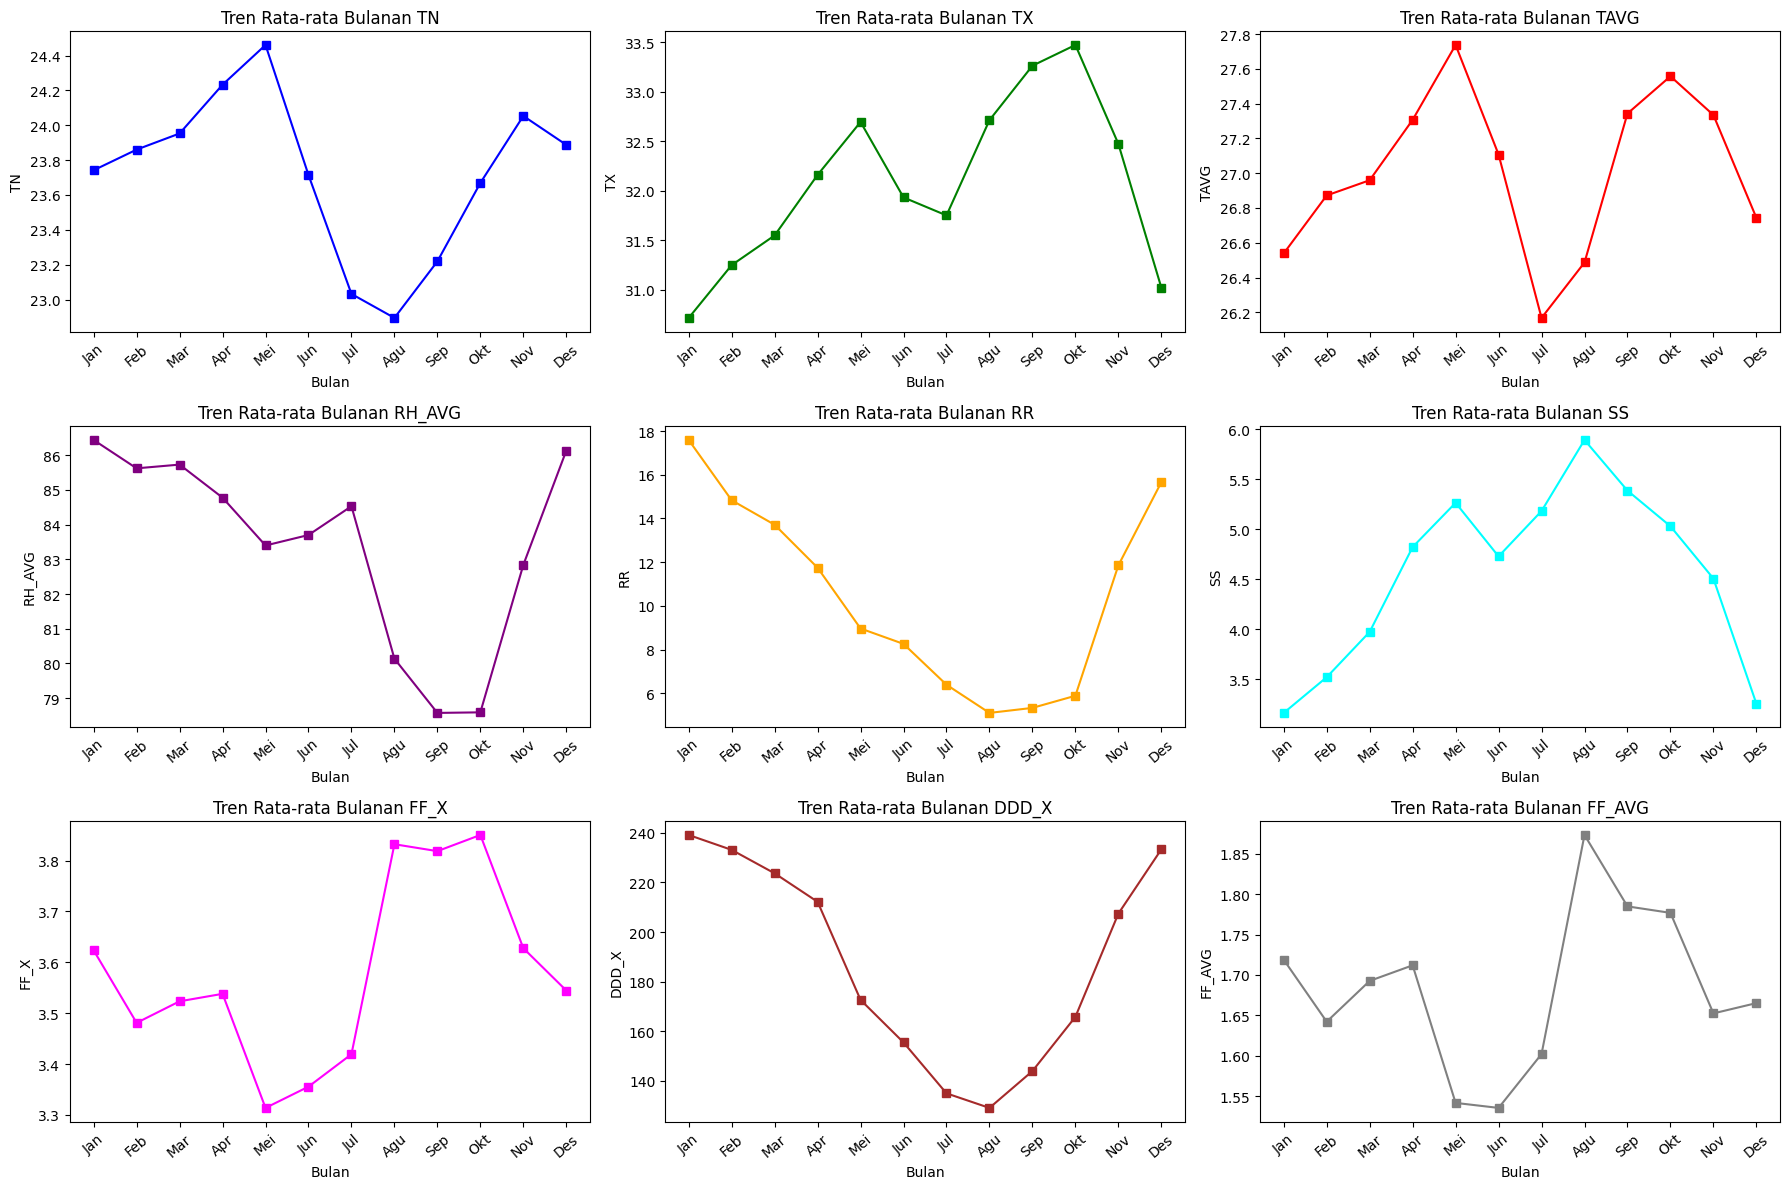 Tren Rata-rata Bulanan TN
TN
24.4
24.2
24.0
23.8
23.6
23.4
23.2
23.0
Jan Feb Mar Apr Mei Jun Jul Agu Sep Okt Nov Des
Bulan
Tren Rata-rata Bulanan TX
TX
33.5
33.0
32.5
32.0
31.5
31.0
Jan Feb Mar Apr Mei Jun Jul Agu Sep Okt Nov Des
Bulan
Tren Rata-rata Bulanan TAVG
TAVG
27.8
27.6
27.4
27.2
27.0
26.8
26.6
26.4
26.2
Jan Feb Mar Apr Mei Jun Jul Agu Sep Okt Nov Des
Bulan
Tren Rata-rata Bulanan RH_AVG
RH_AVG
86
85
84
83
82
81
80
79
Jan Feb Mar Apr Mei Jun Jul Agu Sep Okt Nov Des
Bulan
Tren Rata-rata Bulanan RR
RR
18
16
14
12
10
8
6
Jan Feb Mar Apr Mei Jun Jul Agu Sep Okt Nov Des
Bulan
Tren Rata-rata Bulanan SS
SS
6.0
5.5
5.0
4.5
4.0
3.5
Jan Feb Mar Apr Mei Jun Jul Agu Sep Okt Nov Des
Bulan
Tren Rata-rata Bulanan FF_X
FF_X
3.8
3.7
3.6
3.5
3.4
3.3
Jan Feb Mar Apr Mei Jun Jul Agu Sep Okt Nov Des
Bulan
Tren Rata-rata Bulanan DDD_X
DDD_X
240
220
200
180
160
140
Jan Feb Mar Apr Mei Jun Jul Agu Sep Okt Nov Des
Bulan
Tren Rata-rata Bulanan FF_AVG
FF_AVG
1.85
1.80
1.75
1.70
1.65
1.60
1.55
Jan Feb Mar Apr Mei Jun Jul Agu Sep Okt Nov Des
Bulan